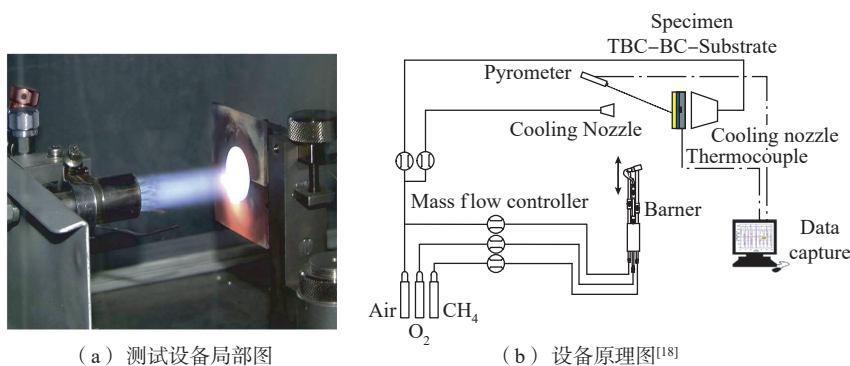 Specimen
TBC−BC−Substrate
Pyrometer
Cooling Nozzle
Cooling nozzle
Thermocouple
Mass flow controller
Barner
Data
capture
Air
O2
CH4
（a） 测试设备局部图
（b） 设备原理图[18]